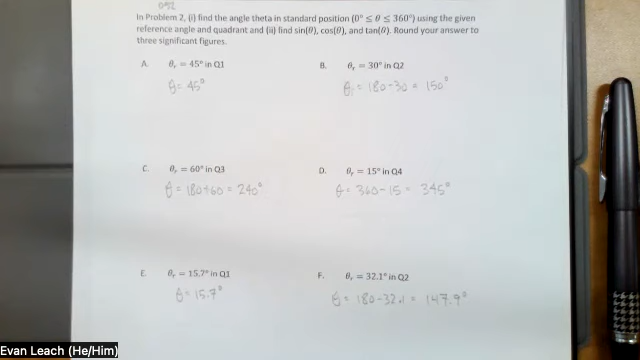 In Problem 2, (i) find the angle theta in standard position (0° ≤ θ ≤ 360°) using the given
reference angle and quadrant and (ii) find sin(θ), cos(θ), and tan(θ). Round your answer to
three significant figures.
A. θᵣ = 45° in Q1
θ = 45°
B. θᵣ = 30° in Q2
θ = 180 - 30 = 150°
C. θᵣ = 60° in Q3
θ = 180 + 60 = 240°
D. θᵣ = 15° in Q4
θ = 360 - 15 = 345°
E. θᵣ = 15.7° in Q1
θ = 15.7°
F. θᵣ = 32.1° in Q2
θ = 180 - 32.1 = 147.9°
Evan Leach (He/Him)